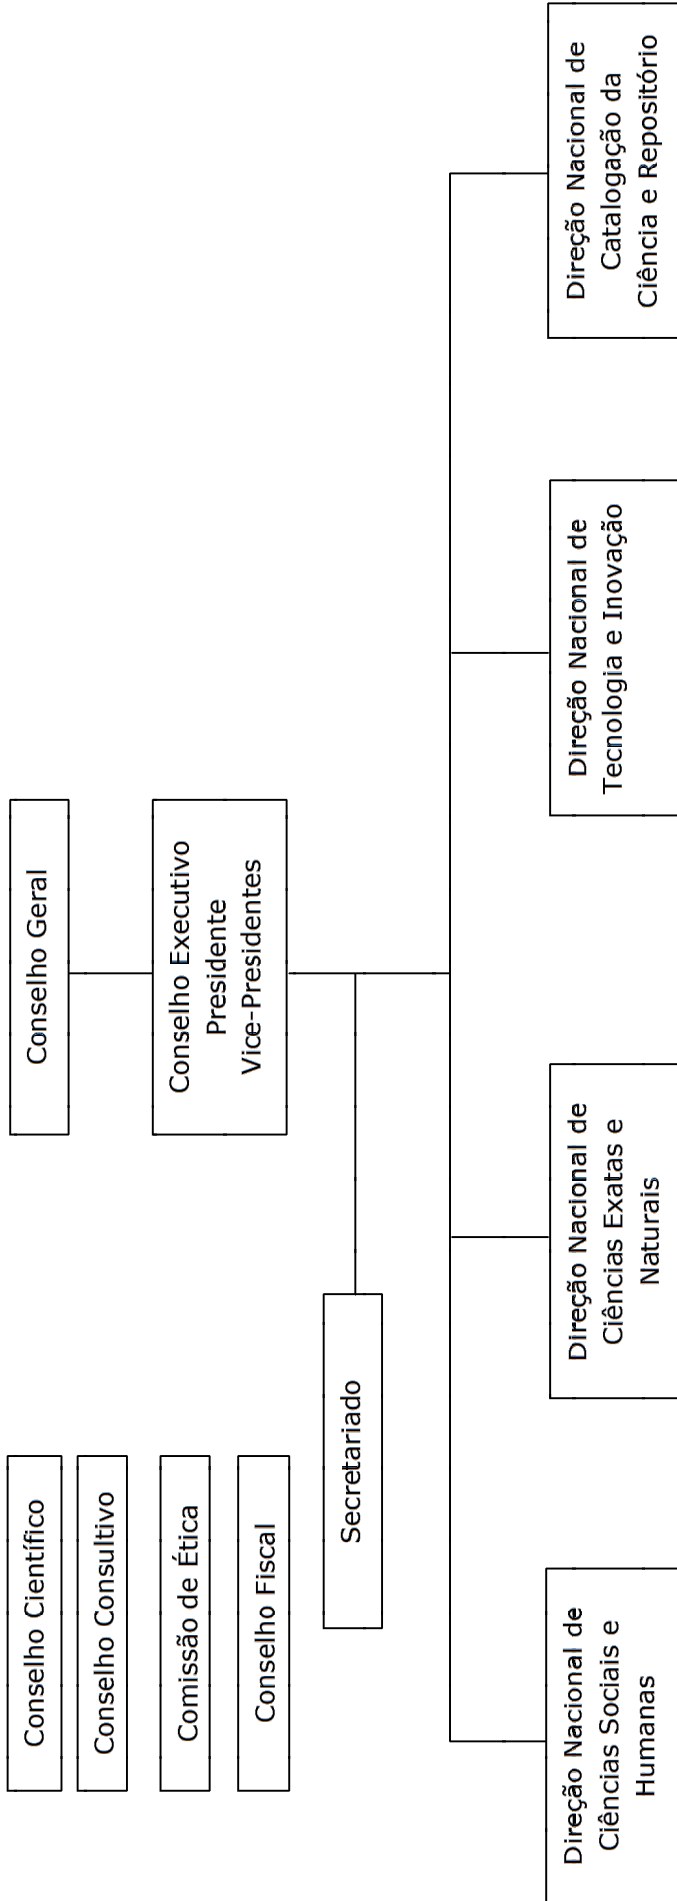 Conselho Científico
Conselho Consultivo
Comissão de Ética
Conselho Fiscal
Conselho Geral
Conselho Executivo
Presidente
Vice-Presidentes
Secretariado
Direção Nacional de
Ciências Sociais e
Humanas
Direção Nacional de
Ciências Exatas e
Naturais
Direção Nacional de
Tecnologia e Inovação
Direção Nacional de
Catalogação da
Ciência e Repositório